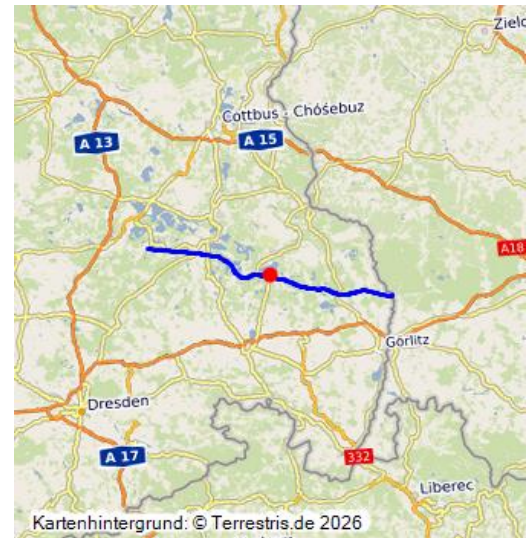 Zielo
Cottbus - Chóśebuz
A 13
A 15
A18
Görlitz
Dresden
A 17
332
Liberec
Kartenhintergrund: © Terrestris.de 2026